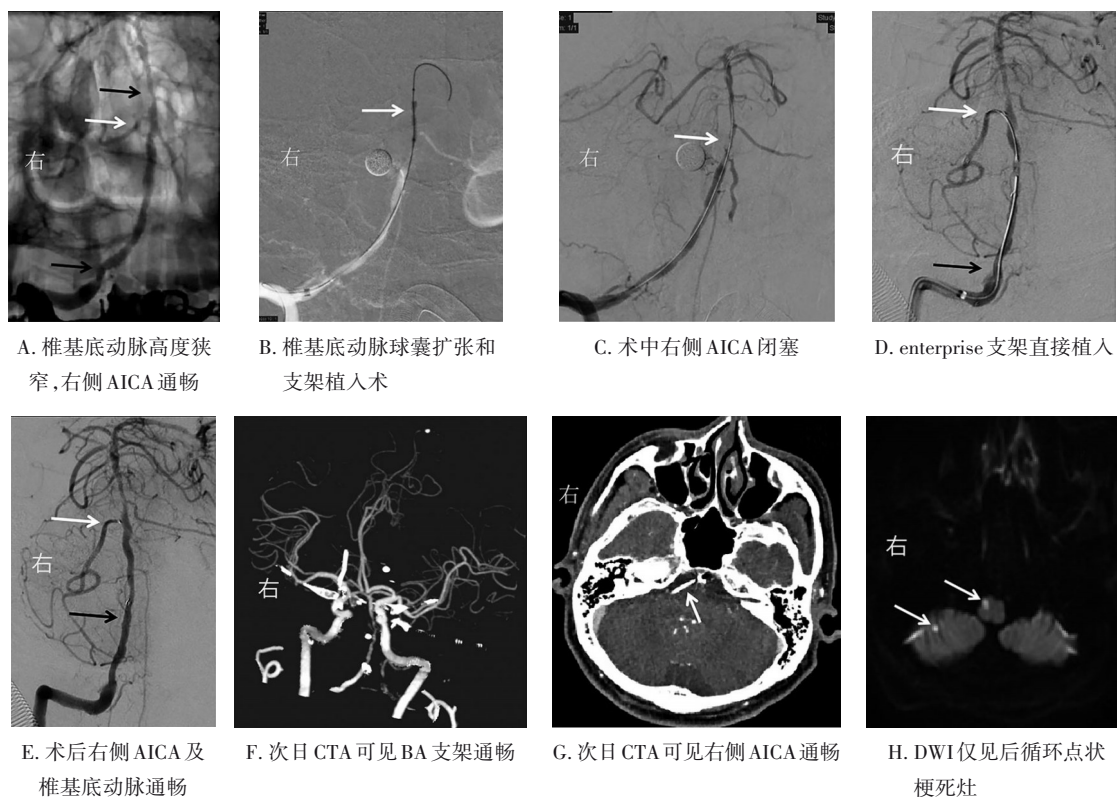 右
右
右
右
A. 椎基底动脉高度狭
窄,右侧AICA通畅
B. 椎基底动脉球囊扩张和
支架植入术
C. 术中右侧AICA闭塞
D. enterprise支架直接植入
右
右
右
右
E. 术后右侧AICA及
椎基底动脉通畅
F. 次日CTA可见BA支架通畅
G. 次日CTA可见右侧AICA通畅
H. DWI仅见后循环点状
梗死灶